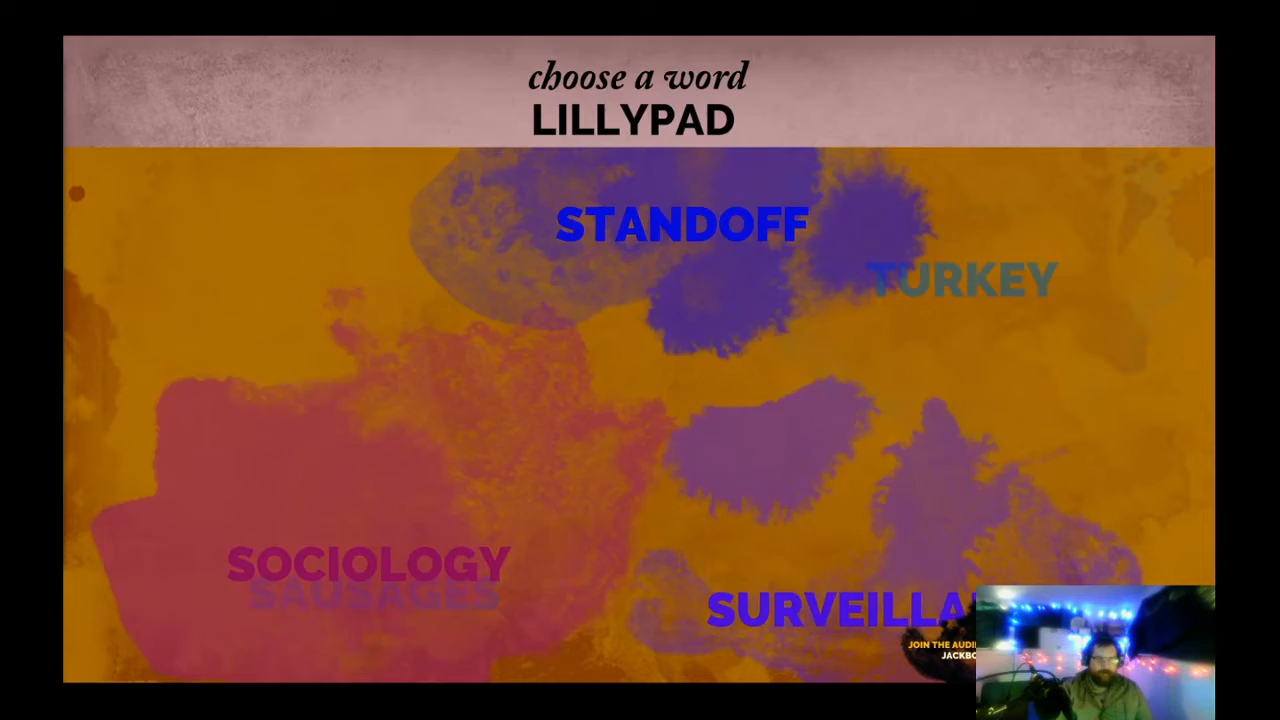 choose a word
LILLYPAD
STANDOFF
TURKEY
SOCIOLOGY
SAUSAGES